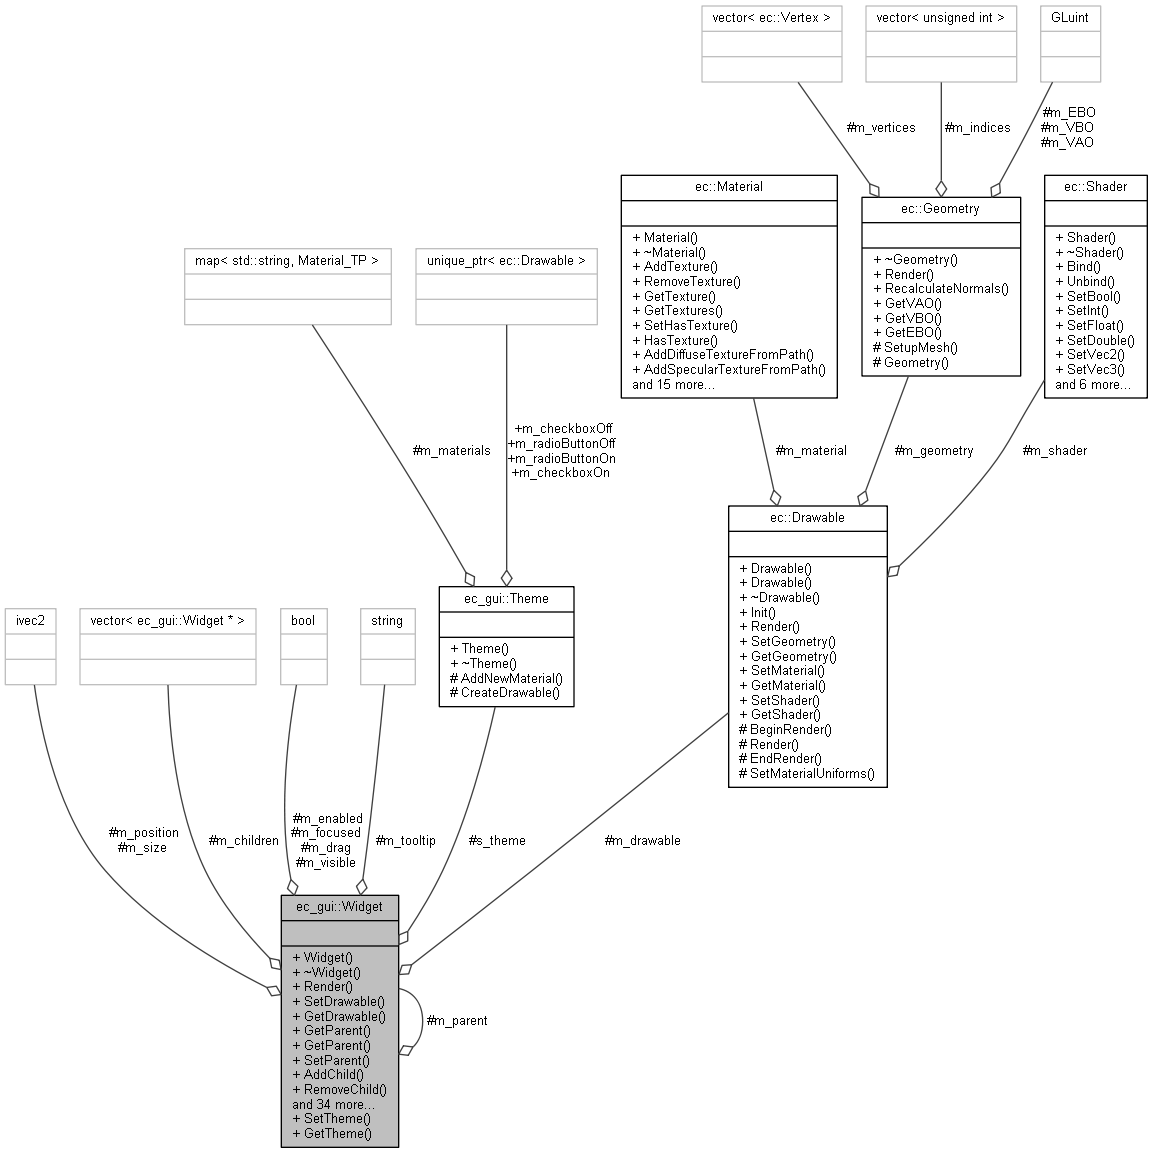 vector< ec::Vertex >
vector< unsigned int >
GLuint
#m_vertices
#m_indices
#m_EBO
#m_VBO
#m_VAO
ec::Material
+ Material()
+ ~Material()
+ AddTexture()
+ RemoveTexture()
+ GetTexture()
+ GetTextures()
+ SetHasTexture()
+ HasTexture()
+ AddDiffuseTextureFromPath()
+ AddSpecularTextureFromPath()
and 15 more...
ec::Geometry
+ ~Geometry()
+ Render()
+ RecalculateNormals()
+ GetVAO()
+ GetVBO()
+ GetEBO()
# SetupMesh()
# Geometry()
ec::Shader
+ Shader()
+ ~Shader()
+ Bind()
+ Unbind()
+ SetBool()
+ SetInt()
+ SetFloat()
+ SetDouble()
+ SetVec2()
+ SetVec3()
and 6 more...
map< std::string, Material_TP >
unique_ptr< ec::Drawable >
#m_materials
+m_checkboxOff
+m_radioButtonOff
+m_radioButtonOn
+m_checkboxOn
#m_material
#m_geometry
#m_shader
ec::Drawable
+ Drawable()
+ Drawable()
+ ~Drawable()
+ Init()
+ Render()
+ SetGeometry()
+ GetGeometry()
+ SetMaterial()
+ GetMaterial()
+ SetShader()
+ GetShader()
# BeginRender()
# Render()
# EndRender()
# SetMaterialUniforms()
ivec2
vector< ec_gui::Widget * >
bool
string
ec_gui::Theme
+ Theme()
+ ~Theme()
# AddNewMaterial()
# CreateDrawable()
#m_position
#m_size
#m_children
#m_enabled
#m_focused
#m_drag
#m_visible
#m_tooltip
#s_theme
#m_drawable
ec_gui::Widget
+ Widget()
+ ~Widget()
+ Render()
+ SetDrawable()
+ GetDrawable()
+ GetParent()
+ GetParent()
+ SetParent()
+ AddChild()
+ RemoveChild()
and 34 more...
+ SetTheme()
+ GetTheme()
#m_parent